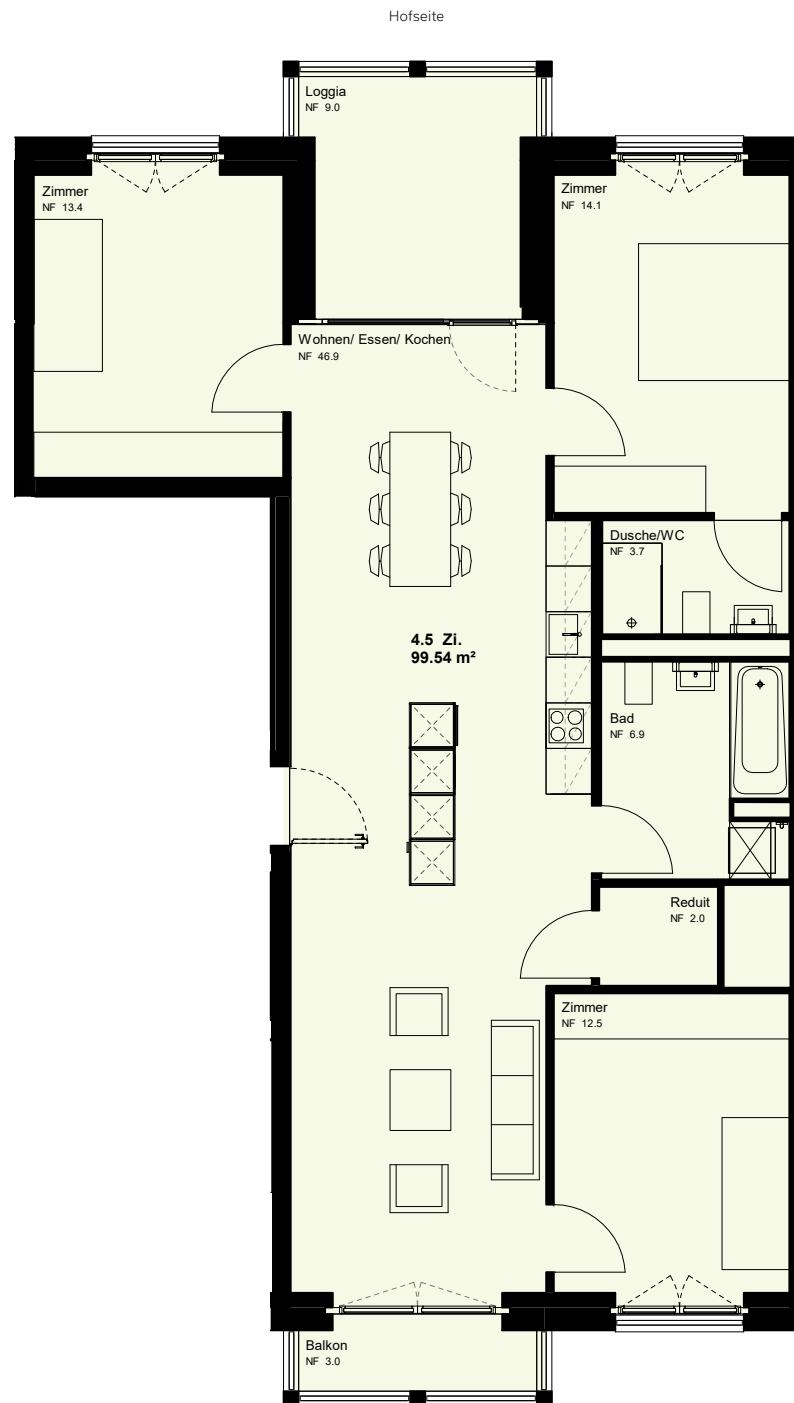 Hofseite
Loggia
NF 9.0
Zimmer
NF 13.4
Zimmer
NF 14.1
Wohnen/ Essen/ Kochen
NF 46.9
Dusche/WC
NF 3.7
4.5 Zi.
99.54 m²
Bad
NF 6.9
Reduit
NF 2.0
Zimmer
NF 12.5
Balkon
NF 3.0